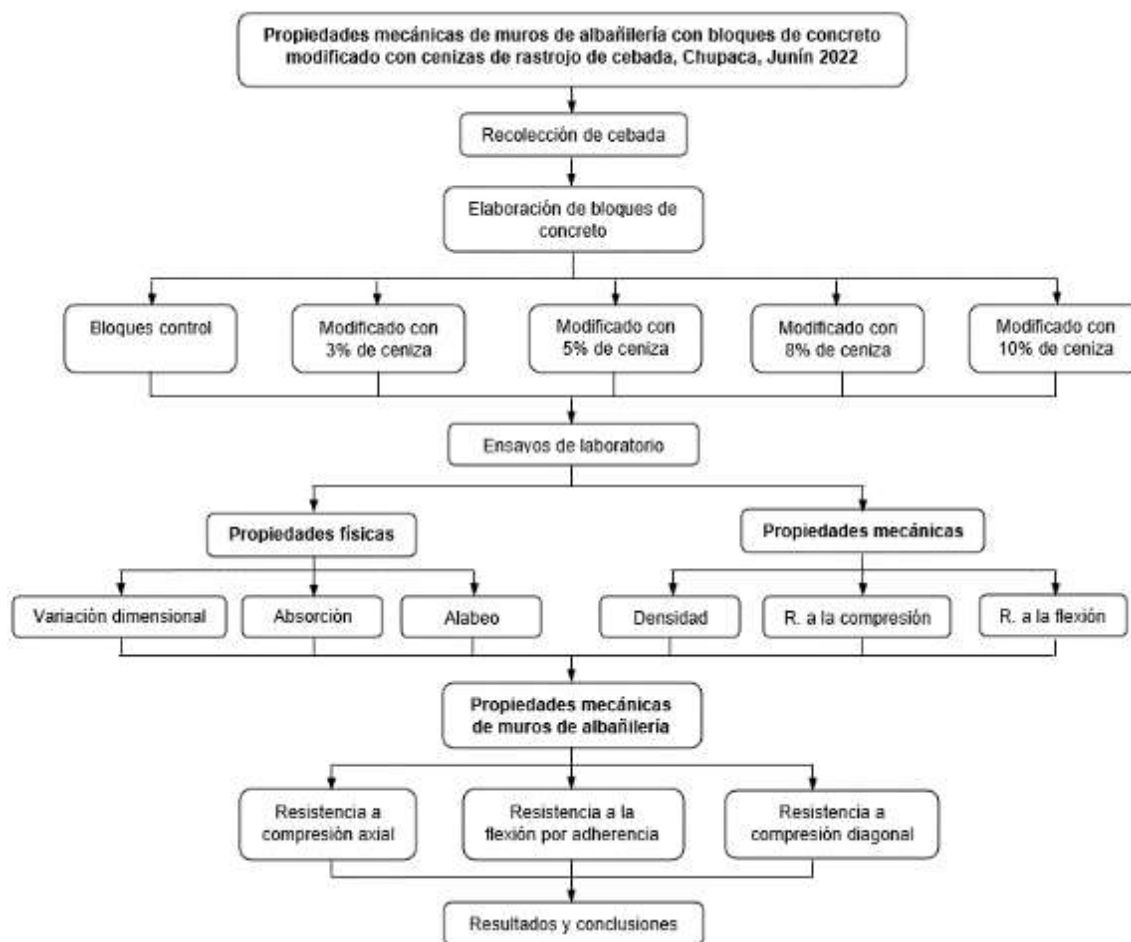 Propiedades mecánicas de muros de albañilería con bloques de concreto
modificado con cenizas de rastrojo de cebada, Chupaca, Junín 2022
Recolección de cebada
Elaboración de bloques de
concreto
Bloques control
Modificado con
3% de ceniza
Modificado con
5% de ceniza
Modificado con
8% de ceniza
Modificado con
10% de ceniza
Ensayos de laboratorio
Propiedades físicas
Propiedades mecánicas
Variación dimensional
Absorción
Alabeo
Densidad
R. a la compresión
R. a la flexión
Propiedades mecánicas
de muros de albañilería
Resistencia a
compresión axial
Resistencia a la
flexión por adherencia
Resistencia a
compresión diagonal
Resultados y conclusiones